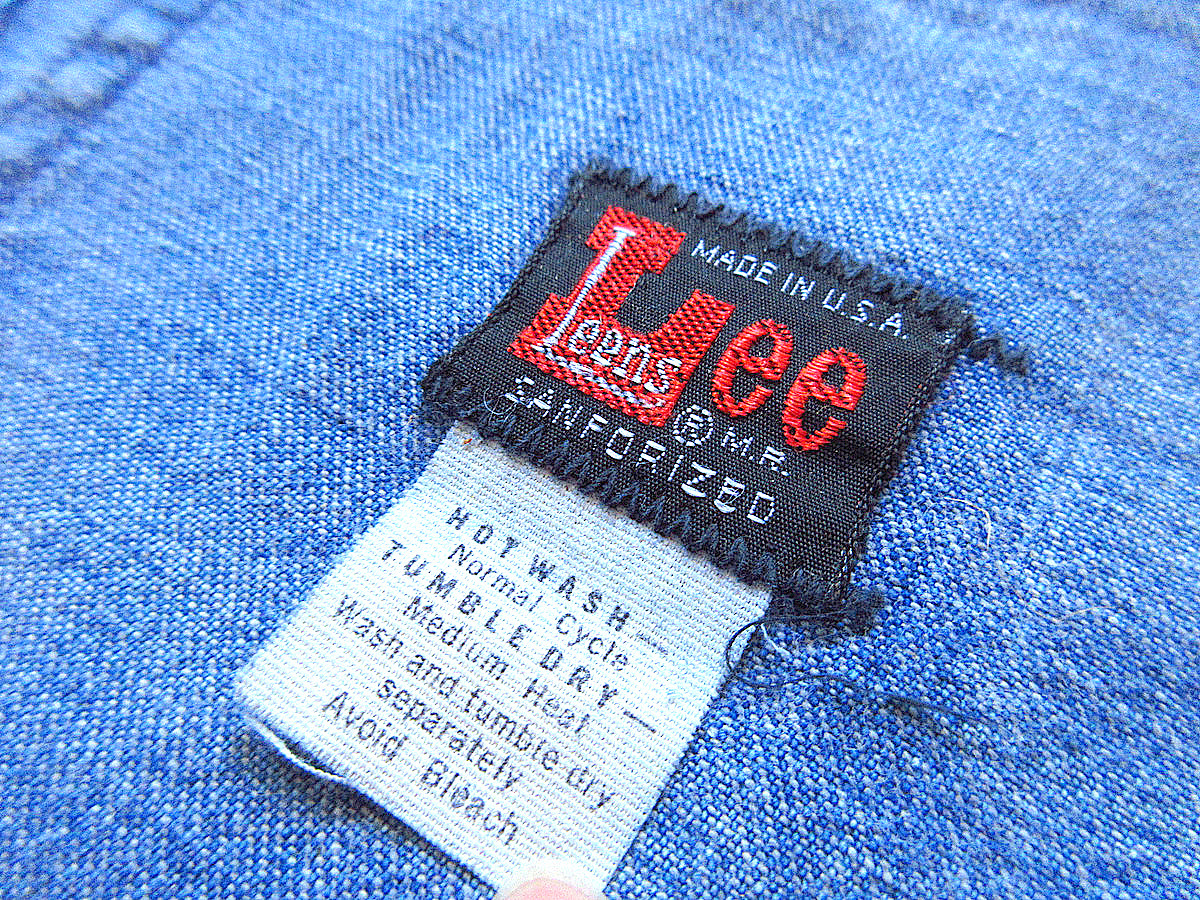 MADE IN U.S.A.
Lee
® M.R.
SANFORIZED
HOT WASH —
Normal Cycle
TUMBLE DRY —
Medium Heat
Wash and tumble dry
separately
Avoid Bleach